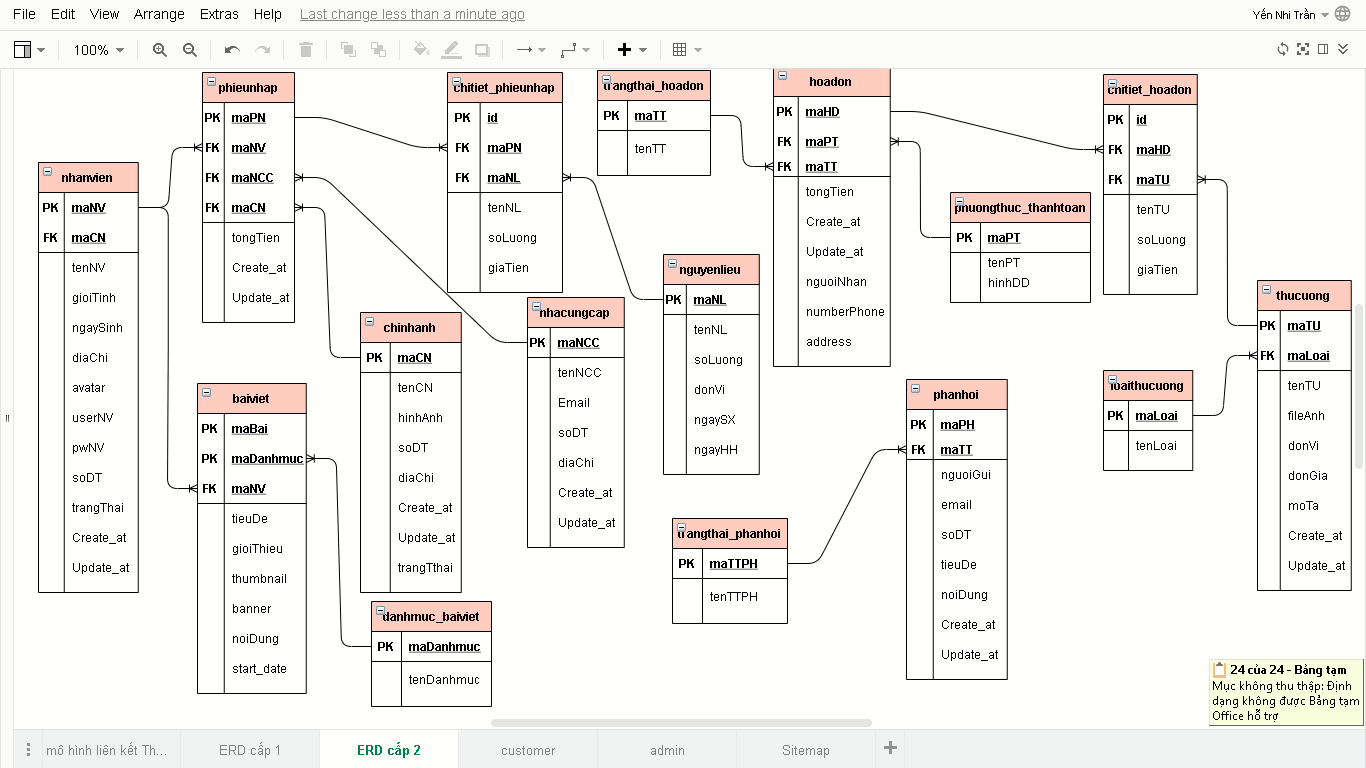 File Edit View Arrange Extras Help Last change less than a minute ago
Yến Nhi Trần
100%
phieunhap
PK maPN
FK maNV
FK maNCC
FK maCN
tongTien
Create_at
Update_at
chitiet_phieunhap
PK id
FK maPN
FK maNL
tenNL
soLuong
giaTien
trangthai_hoadon
PK maTT
tenTT
hoadon
PK maHD
FK maPT
FK maTT
tongTien
Create_at
Update_at
nguoiNhan
numberPhone
address
chitiet_hoadon
PK id
FK maHD
FK maTU
tenTU
soLuong
giaTien
nhanvien
PK maNV
FK maCN
tenNV
gioiTinh
ngaySinh
diaChi
avatar
userNV
pwNV
soDT
trangThai
Create_at
Update_at
phuongthuc_thanhtoan
PK maPT
tenPT
hinhDD
nguyenlieu
PK maNL
tenNL
soLuong
donVi
ngaySX
ngayHH
nhacungcap
PK maNCC
tenNCC
Email
soDT
diaChi
Create_at
Update_at
chinhanh
PK maCN
tenCN
hinhAnh
soDT
diaChi
Create_at
Update_at
trangTthai
thucuong
PK maTU
FK maLoai
tenTU
fileAnh
donVi
donGia
moTa
Create_at
Update_at
loaithucuong
PK maLoai
tenLoai
baiviet
PK maBai
PK maDanhmuc
FK maNV
tieuDe
gioiThieu
thumbnail
banner
noiDung
start_date
phanhoi
PK maPH
FK maTT
nguoiGui
email
soDT
tieuDe
noiDung
Create_at
Update_at
trangthai_phanhoi
PK maTTPH
tenTTPH
danhmuc_baiviet
PK maDanhmuc
tenDanhmuc
24 của 24 - Bảng tạm
Mục không thu thập: Định
dạng không được Bảng tạm
Office hỗ trợ
mô hình liên kết Th... ERD cấp 1 ERD cấp 2 customer admin Sitemap